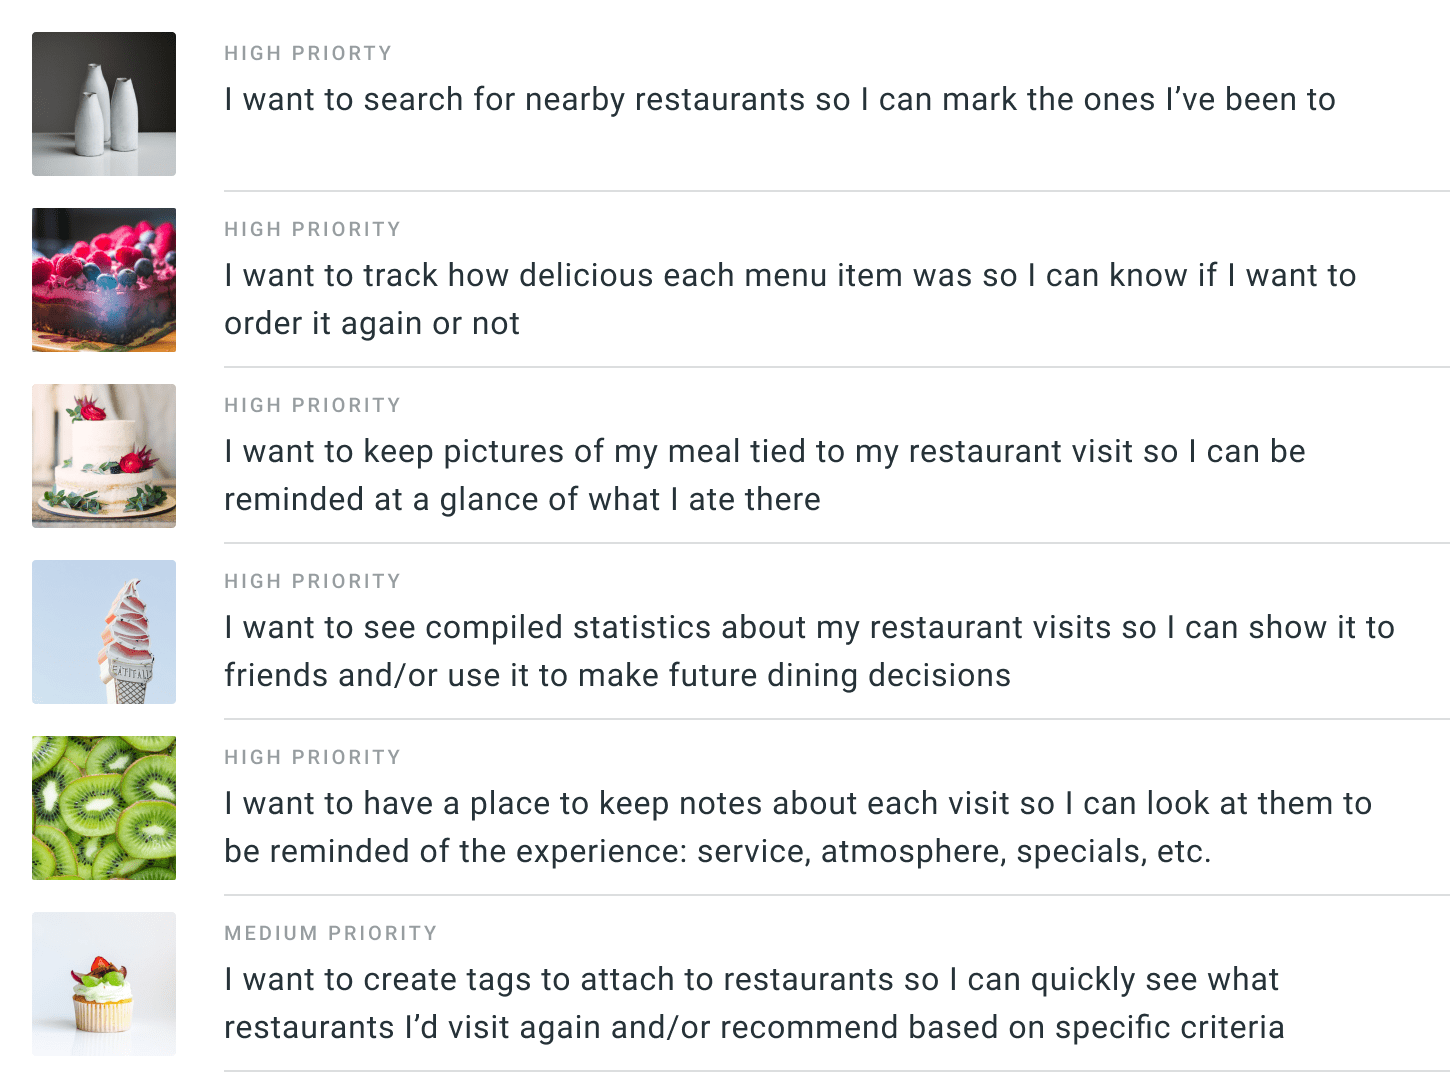 HIGH PRIORTY
I want to search for nearby restaurants so I can mark the ones I’ve been to
HIGH PRIORITY
I want to track how delicious each menu item was so I can know if I want to
order it again or not
HIGH PRIORITY
I want to keep pictures of my meal tied to my restaurant visit so I can be
reminded at a glance of what I ate there
HIGH PRIORITY
I want to see compiled statistics about my restaurant visits so I can show it to
friends and/or use it to make future dining decisions
EATITALY
HIGH PRIORITY
I want to have a place to keep notes about each visit so I can look at them to
be reminded of the experience: service, atmosphere, specials, etc.
MEDIUM PRIORITY
I want to create tags to attach to restaurants so I can quickly see what
restaurants I’d visit again and/or recommend based on specific criteria